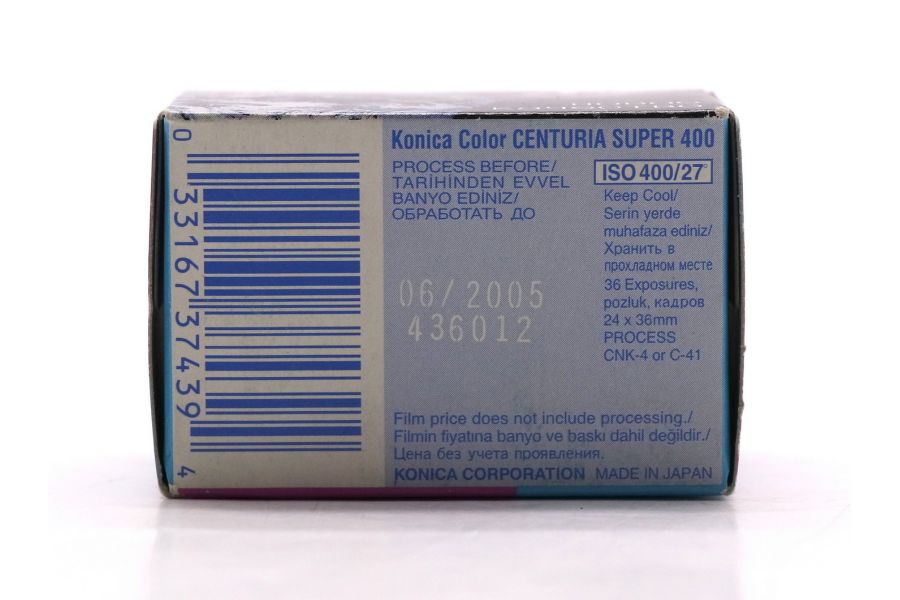 0 33167 37439 4
Konica Color CENTURIA SUPER 400
PROCESS BEFORE/
TARİHİNDEN EVVEL
BANYO EDİNİZ/
ОБРАБОТАТЬ ДО
ISO 400/27°
Keep Cool/
Serin yerde
muhafaza ediniz/
Хранить в
прохладном месте
36 Exposures,
pozluk, кадров
24 x 36mm
PROCESS
CNK-4 or C-41
06/2005
436012
Film price does not include processing./
Filmin fiyatına banyo ve baskı dahil değildir./
Цена без учета проявления.
KONICA CORPORATION MADE IN JAPAN